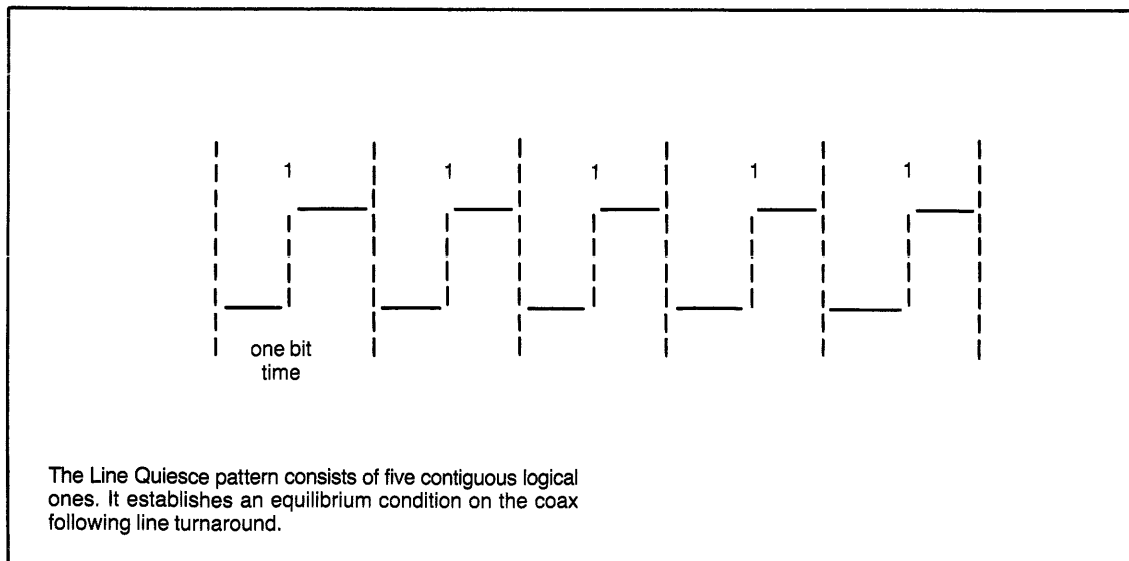 1 1 1 1 1
one bit
time
The Line Quiesce pattern consists of five contiguous logical
ones. It establishes an equilibrium condition on the coax
following line turnaround.